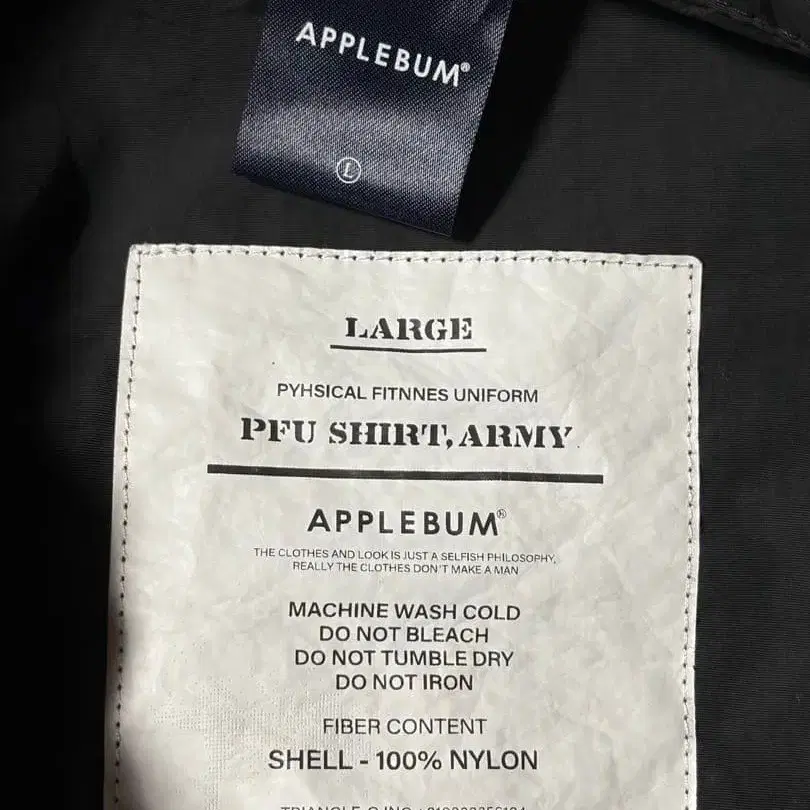 APPLEBUM®
L
LARGE
PYHSICAL FITNNES UNIFORM
PFU SHIRT, ARMY
APPLEBUM®
THE CLOTHES AND LOOK IS JUST A SELFISH PHILOSOPHY,
REALLY THE CLOTHES DON'T MAKE A MAN
MACHINE WASH COLD
DO NOT BLEACH
DO NOT TUMBLE DRY
DO NOT IRON
FIBER CONTENT
SHELL - 100% NYLON